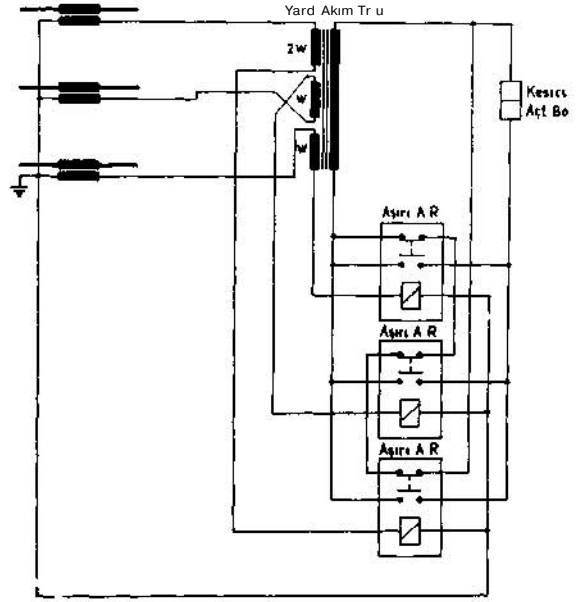 Yard Akım Tr u
2W
W
W
Kesici
Açt Bo
Aşırı A R
Aşırı A R
Aşırı A R